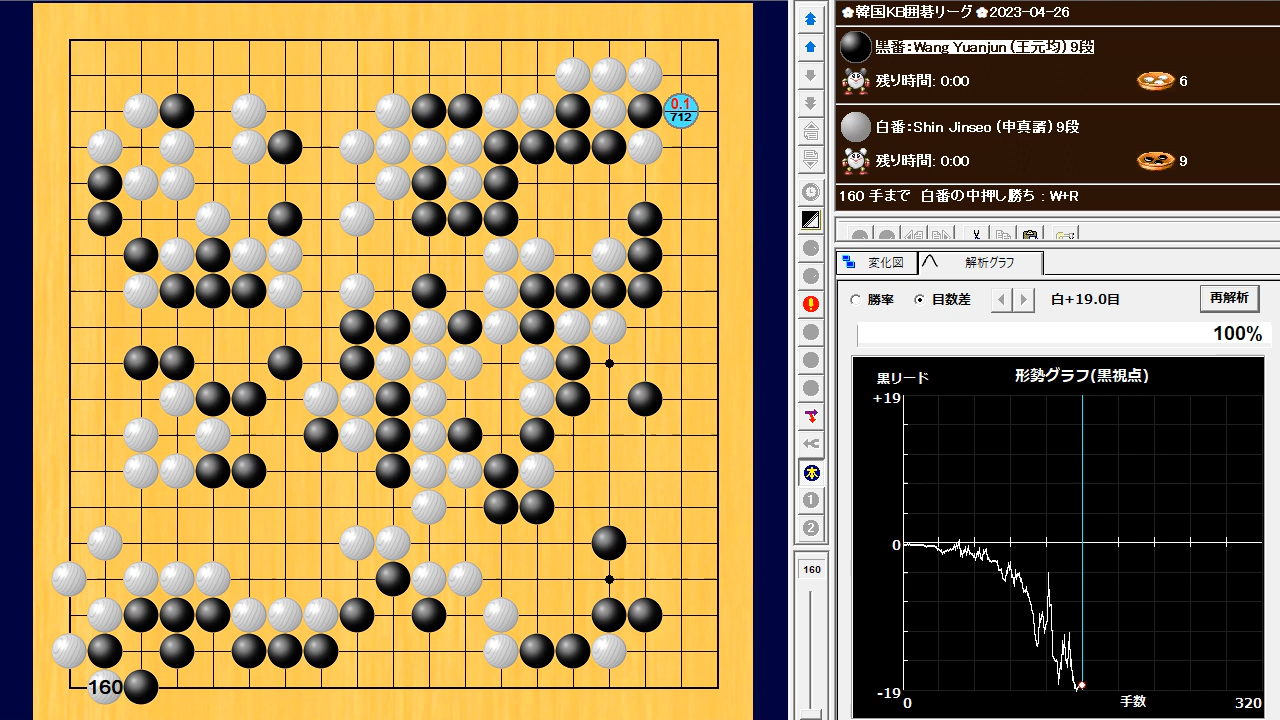 ✿韓国KB囲碁リーグ✿2023-04-26
黒番:Wang Yuanjun (王元均) 9段
残り時間: 0:00
6
白番:Shin Jinseo (申真諝) 9段
残り時間: 0:00
9
160 手まで 白番の中押し勝ち : W+R
変化図
解析グラフ
勝率
目数差
白+19.0目
再解析
100%
黒リード
形勢グラフ(黒視点)
+19
0
-19
0
手数
320
0.1
712
160
本
1
2
160